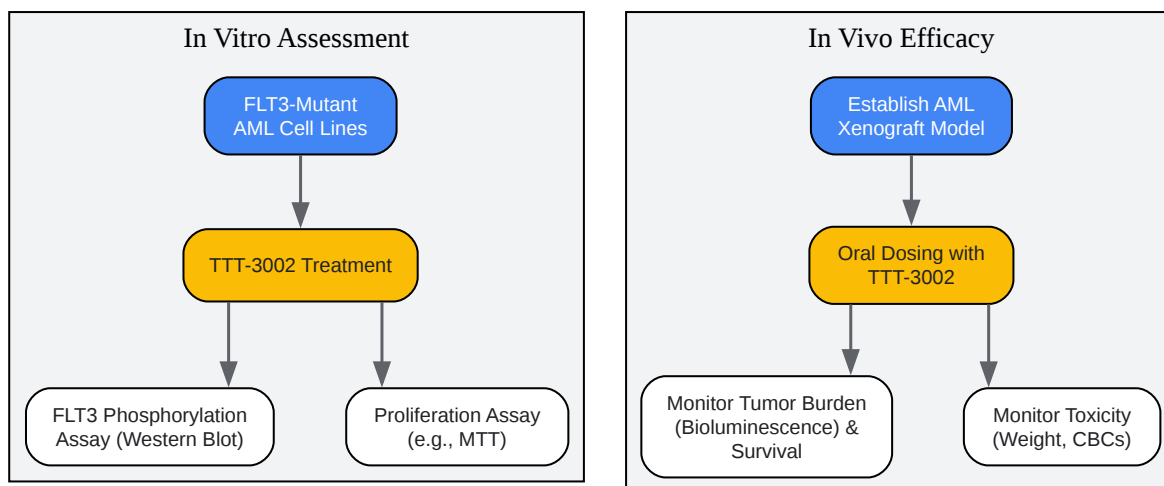 In Vitro Assessment
FLT3-Mutant
AML Cell Lines
TTT-3002 Treatment
FLT3 Phosphorylation
Assay (Western Blot)
Proliferation Assay
(e.g., MTT)
In Vivo Efficacy
Establish AML
Xenograft Model
Oral Dosing with
TTT-3002
Monitor Tumor Burden
(Bioluminescence) &
Survival
Monitor Toxicity
(Weight, CBCs)